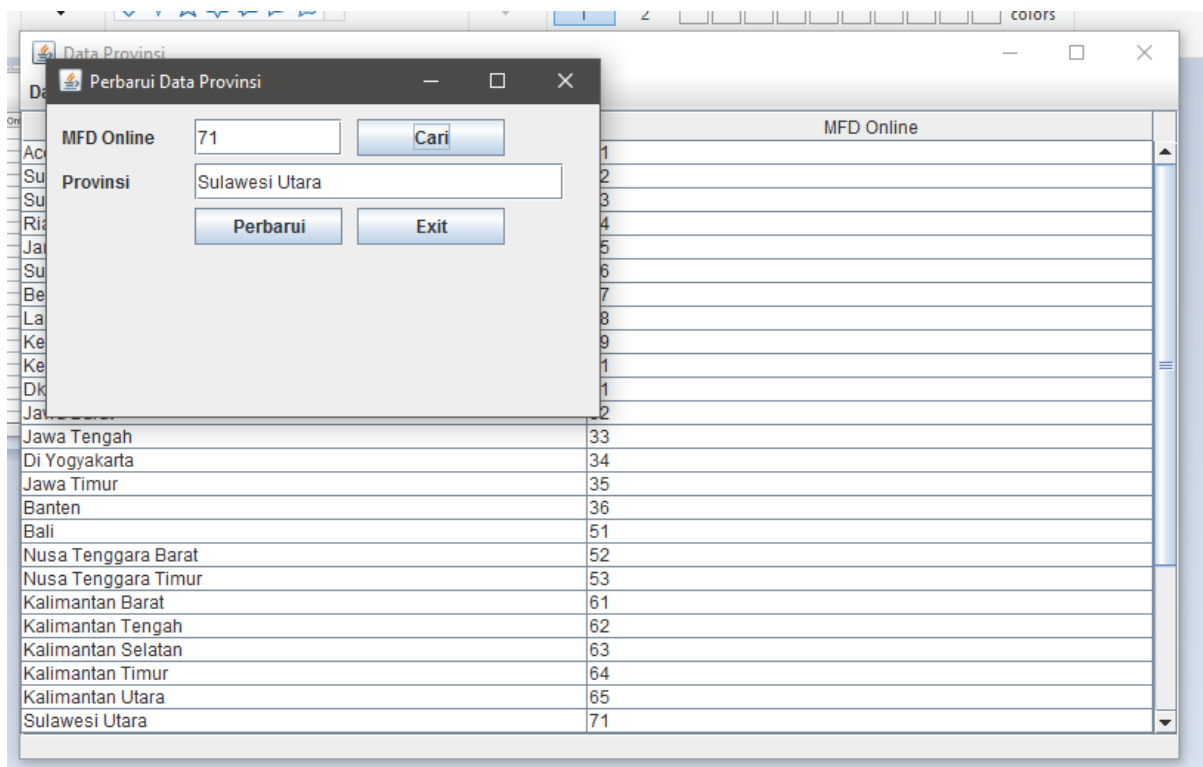 1 2 colors
Data Provinsi
Perbarui Data Provinsi
MFD Online
MFD Online 71 Cari
Provinsi Sulawesi Utara
Perbarui Exit
Jawa Tengah 33
Di Yogyakarta 34
Jawa Timur 35
Banten 36
Bali 51
Nusa Tenggara Barat 52
Nusa Tenggara Timur 53
Kalimantan Barat 61
Kalimantan Tengah 62
Kalimantan Selatan 63
Kalimantan Timur 64
Kalimantan Utara 65
Sulawesi Utara 71